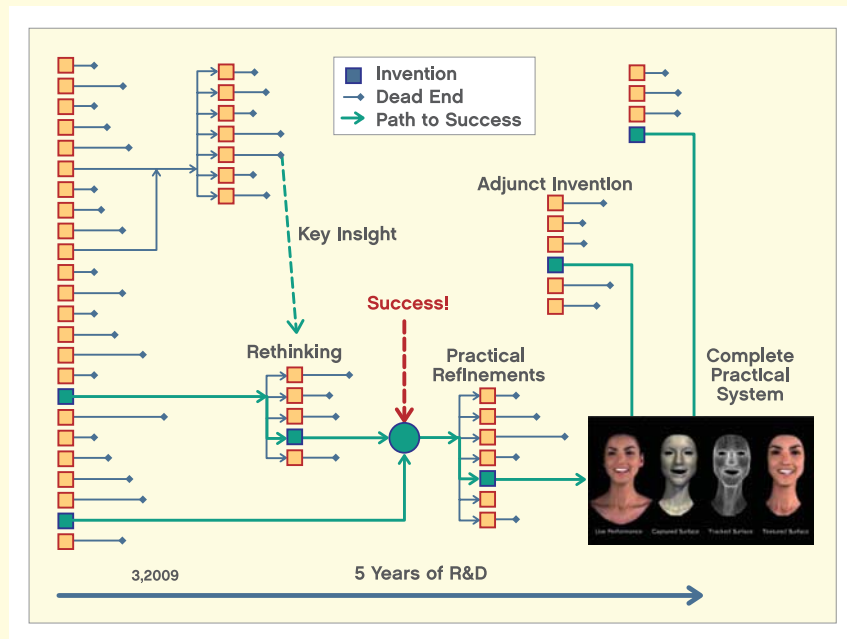 Invention
Dead End
Path to Success
Adjunct Invention
Key Insight
Success!
Rethinking
Practical
Refinements
Complete
Practical
System
Live Performance
Captured Surface
Tracked Surface
Textured Surface
3,2009
5 Years of R&D